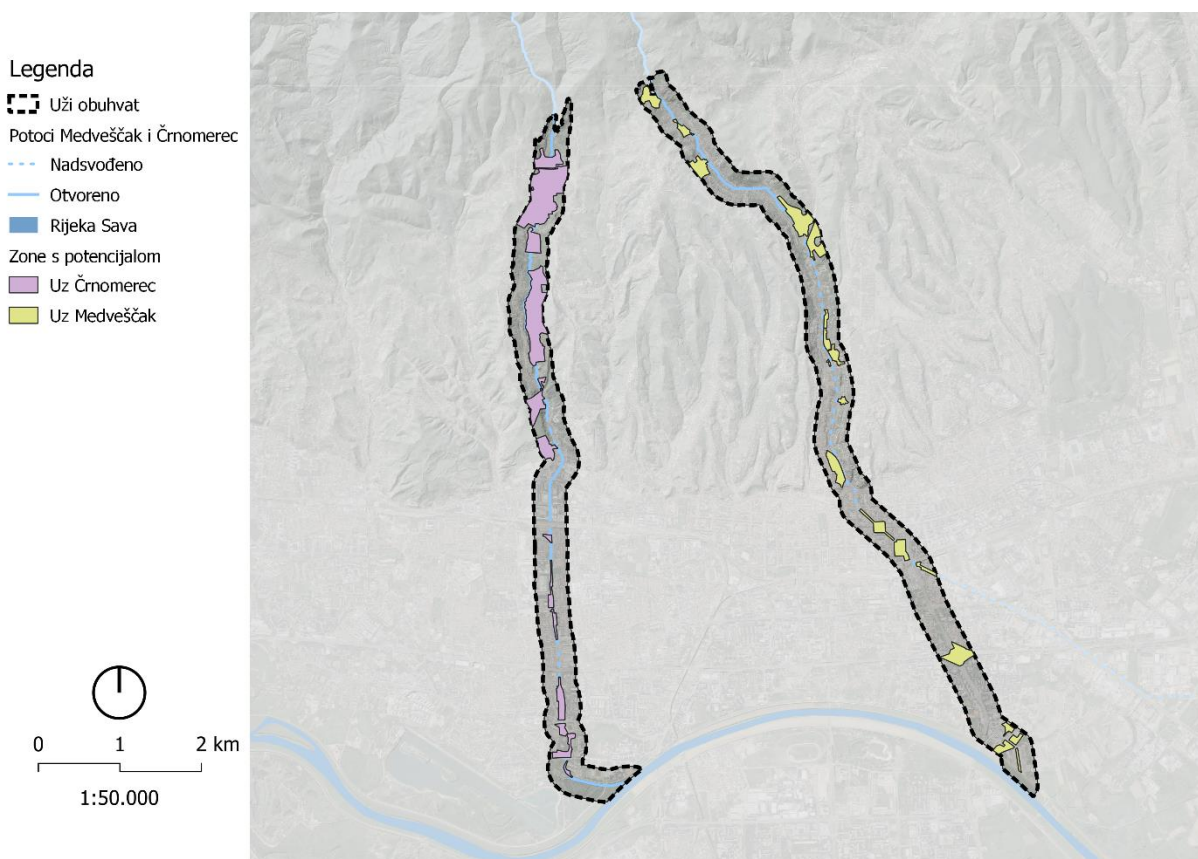 Legenda
Uži obuhvat
Potoci Medveščak i Črnomerec
Nadsvođeno
Otvoreno
Rijeka Sava
Zone s potencijalom
Uz Črnomerec
Uz Medveščak
0 1 2 km
1:50.000